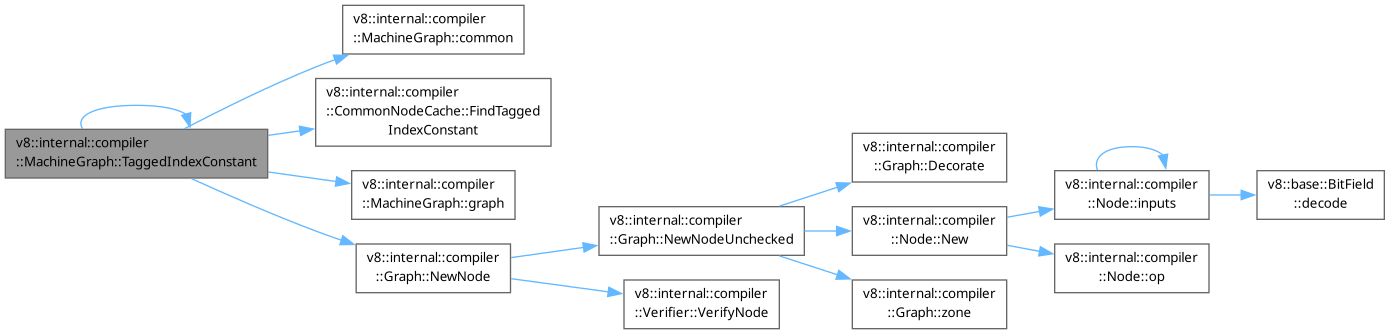 v8::internal::compiler
::MachineGraph::TaggedIndexConstant
v8::internal::compiler
::MachineGraph::common
v8::internal::compiler
::CommonNodeCache::FindTagged
IndexConstant
v8::internal::compiler
::MachineGraph::graph
v8::internal::compiler
::Graph::NewNode
v8::internal::compiler
::Graph::NewNodeUnchecked
v8::internal::compiler
::Verifier::VerifyNode
v8::internal::compiler
::Graph::Decorate
v8::internal::compiler
::Node::New
v8::internal::compiler
::Graph::zone
v8::internal::compiler
::Node::inputs
v8::internal::compiler
::Node::op
v8::base::BitField
::decode